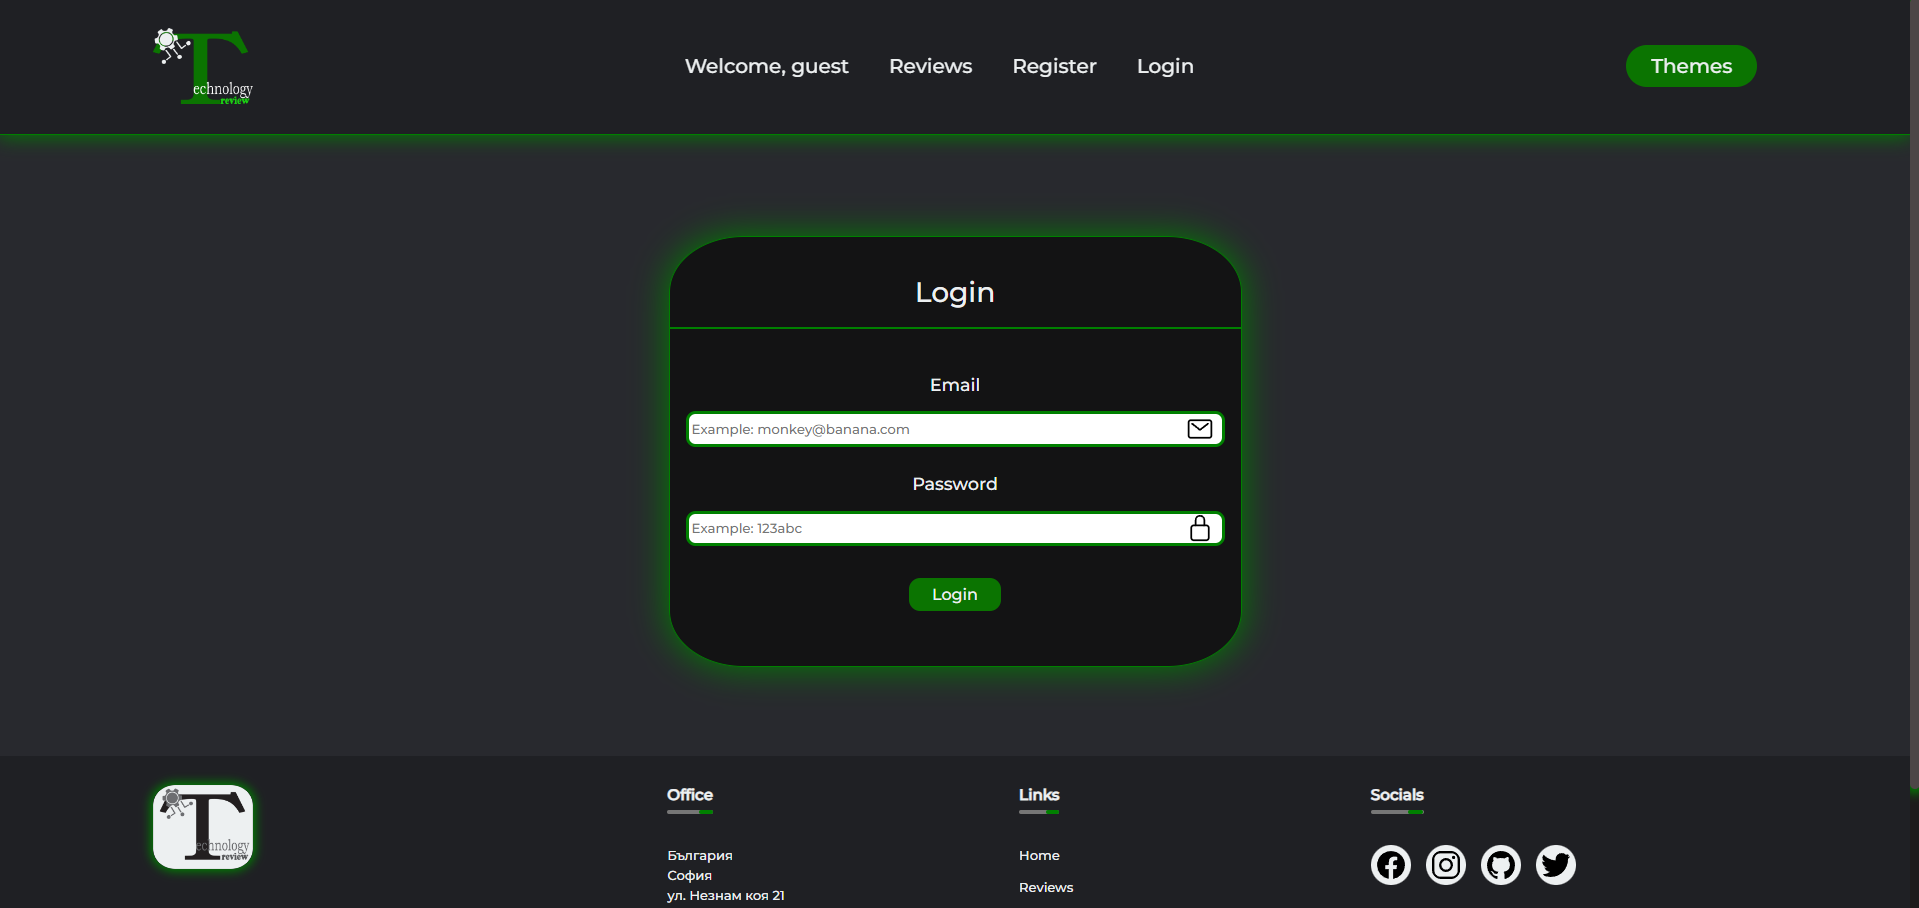 Technology
review
Welcome, guest
Reviews
Register
Login
Themes
Login
Email
Example: monkey@banana.com
Password
Example: 123abc
Login
Technology
review
Office
България
София
ул. Незнам коя 21
Links
Home
Reviews
Socials